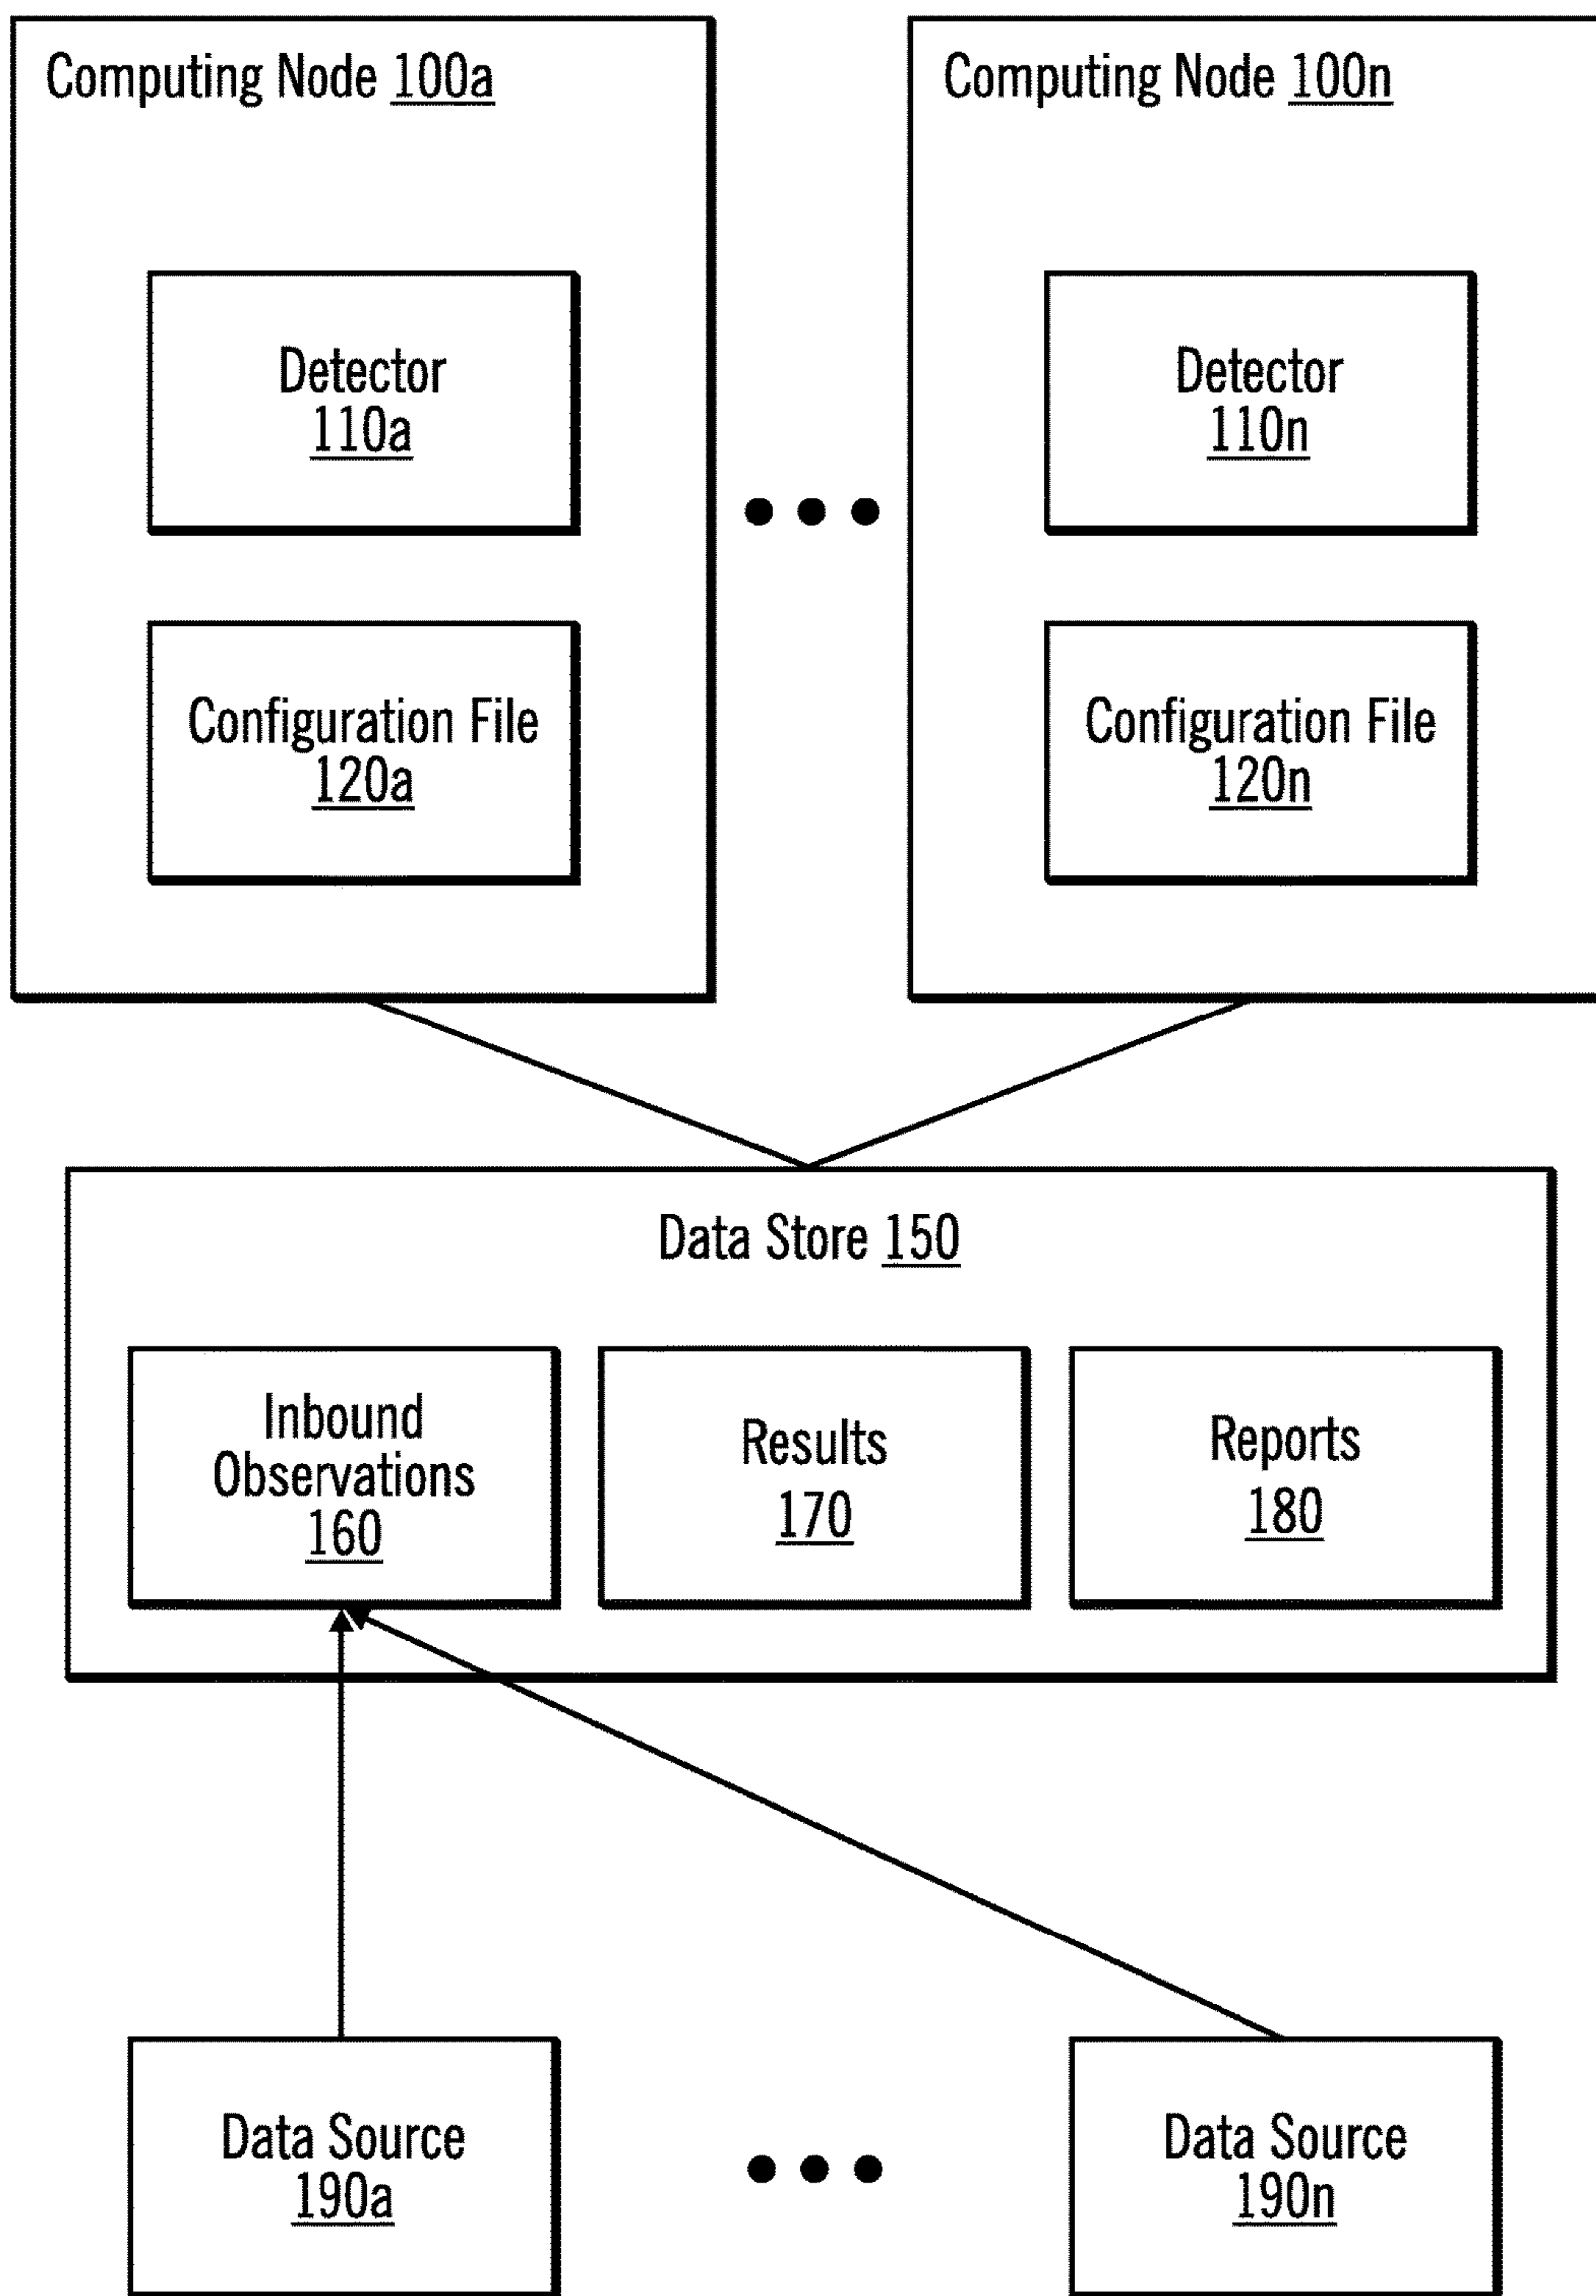 Computing Node 100a
Computing Node 100n
Detector
110a
Detector
110n
Configuration File
120a
Configuration File
120n
Data Store 150
Inbound
Observations
160
Results
170
Reports
180
Data Source
190a
Data Source
190n